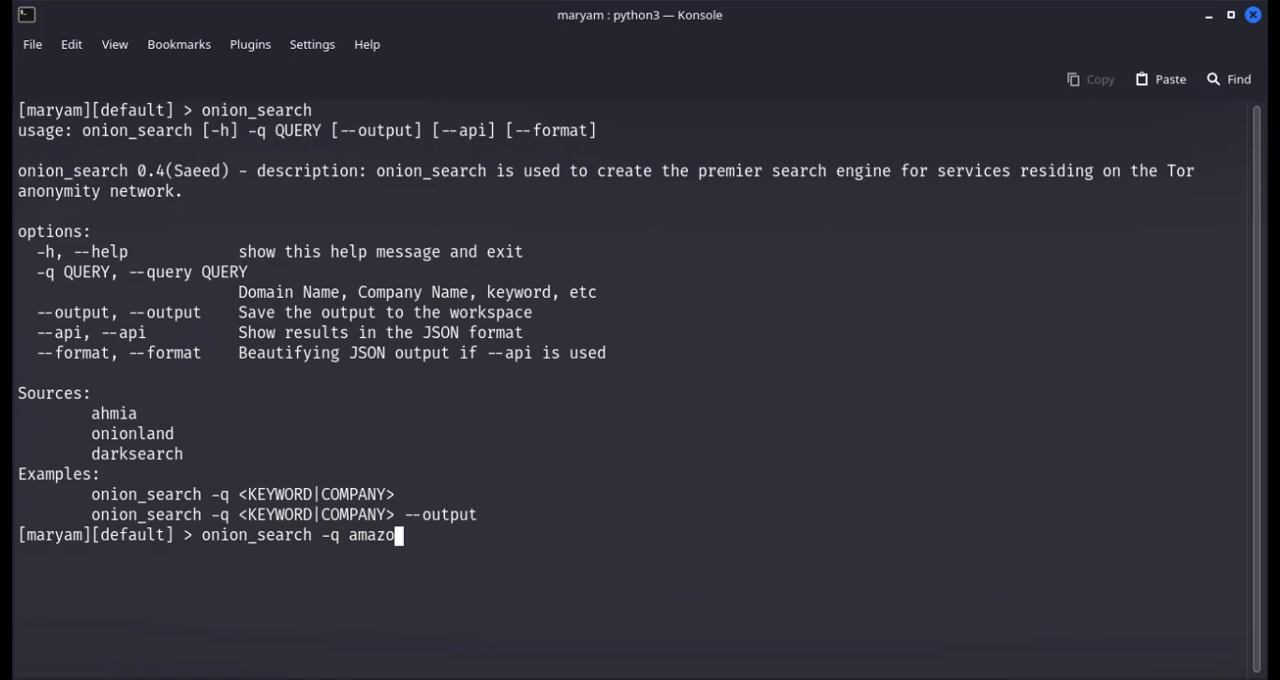 maryam : python3 — Konsole
File Edit View Bookmarks Plugins Settings Help
Copy Paste Find
[maryam][default] > onion_search
usage: onion_search [-h] -q QUERY [--output] [--api] [--format]
onion_search 0.4(Saeed) - description: onion_search is used to create the premier search engine for services residing on the Tor
anonymity network.
options:
-h, --help show this help message and exit
-q QUERY, --query QUERY
Domain Name, Company Name, keyword, etc
--output, --output Save the output to the workspace
--api, --api Show results in the JSON format
--format, --format Beautifying JSON output if --api is used
Sources:
ahmia
onionland
darksearch
Examples:
onion_search -q <KEYWORD|COMPANY>
onion_search -q <KEYWORD|COMPANY> --output
[maryam][default] > onion_search -q amazo